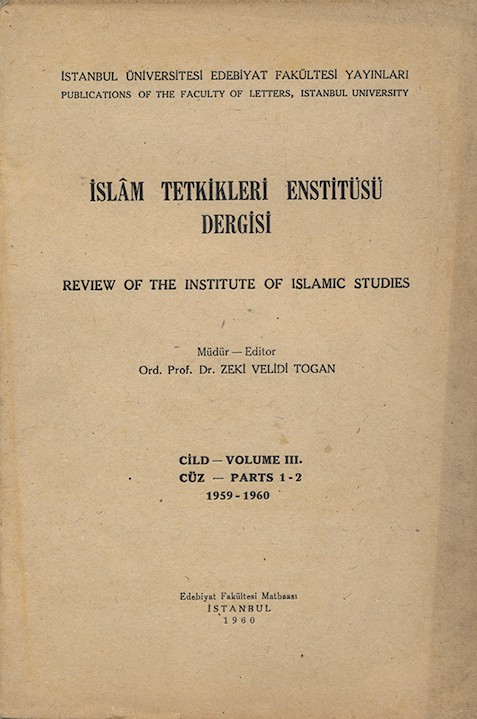 İSTANBUL ÜNİVERSİTESİ EDEBİYAT FAKÜLTESİ YAYINLARI
PUBLICATIONS OF THE FACULTY OF LETTERS, ISTANBUL UNIVERSITY
İSLÂM TETKİKLERİ ENSTİTÜSÜ
DERGİSİ
REVIEW OF THE INSTITUTE OF ISLAMIC STUDIES
Müdür — Editor
Ord. Prof. Dr. ZEKİ VELİDİ TOGAN
CİLD — VOLUME III.
CÜZ — PARTS 1 - 2
1959 - 1960
Edebiyat Fakültesi Matbaası
İSTANBUL
1960